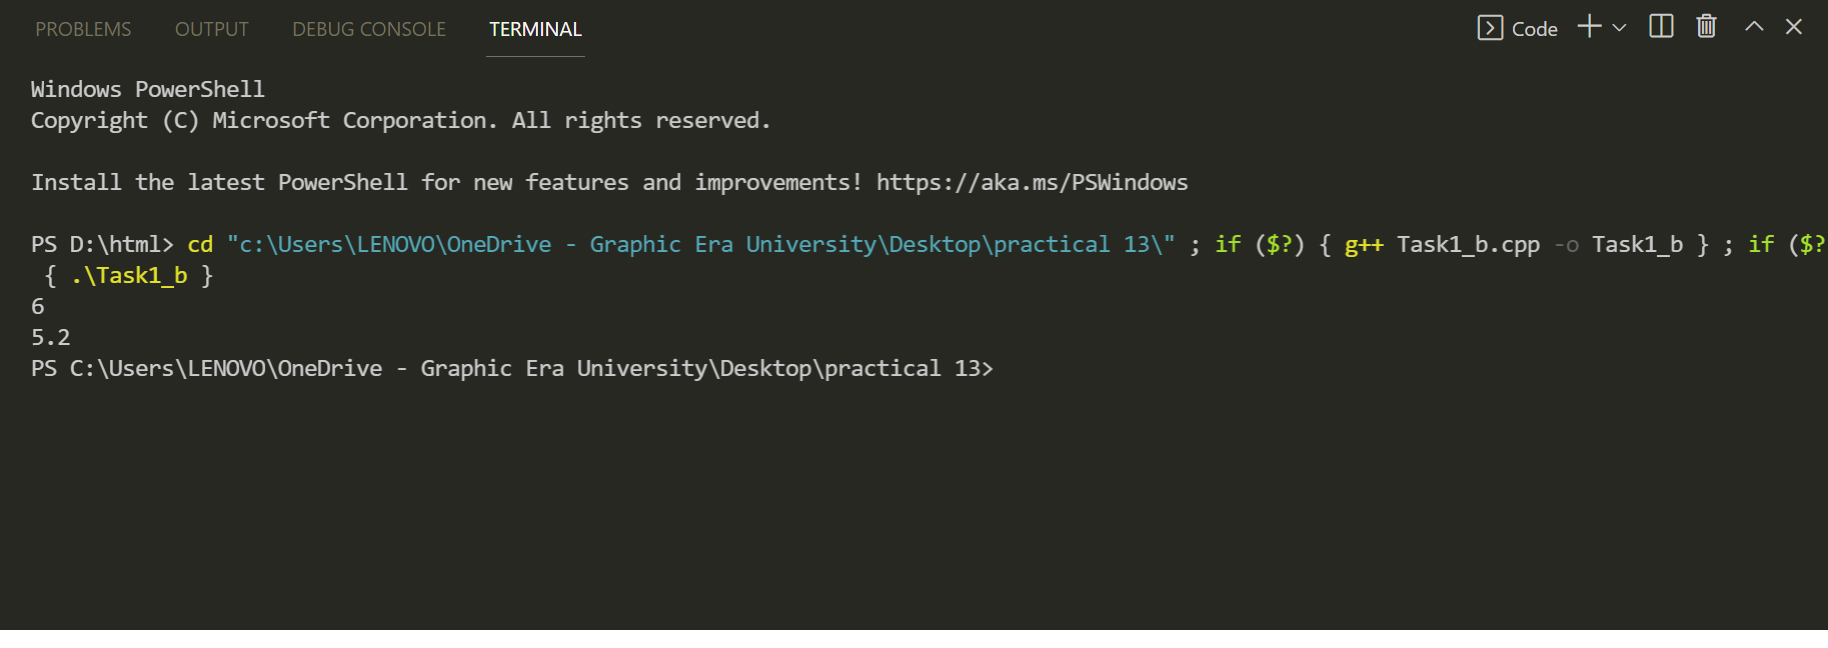 PROBLEMS OUTPUT DEBUG CONSOLE TERMINAL Code
Windows PowerShell
Copyright (C) Microsoft Corporation. All rights reserved.
Install the latest PowerShell for new features and improvements! https://aka.ms/PSWindows
PS D:\html> cd "c:\Users\LENOVO\OneDrive - Graphic Era University\Desktop\practical 13\" ; if ($?) { g++ Task1_b.cpp -o Task1_b } ; if ($?
{ .\Task1_b }
6
5.2
PS C:\Users\LENOVO\OneDrive - Graphic Era University\Desktop\practical 13>